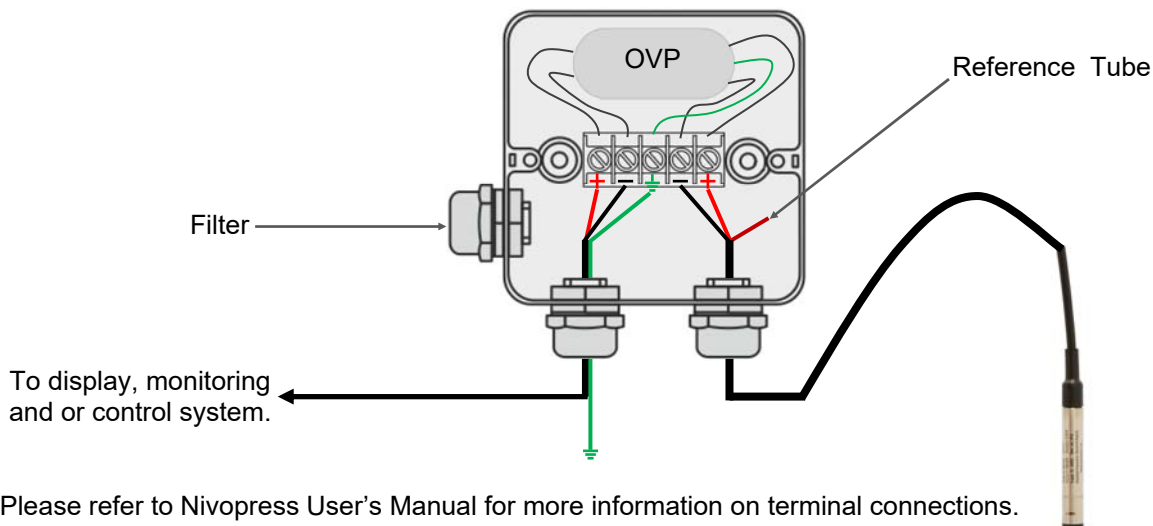 OVP
Reference Tube
Filter
+ − ⏚ − +
To display, monitoring
and or control system.
Please refer to Nivopress User's Manual for more information on terminal connections.